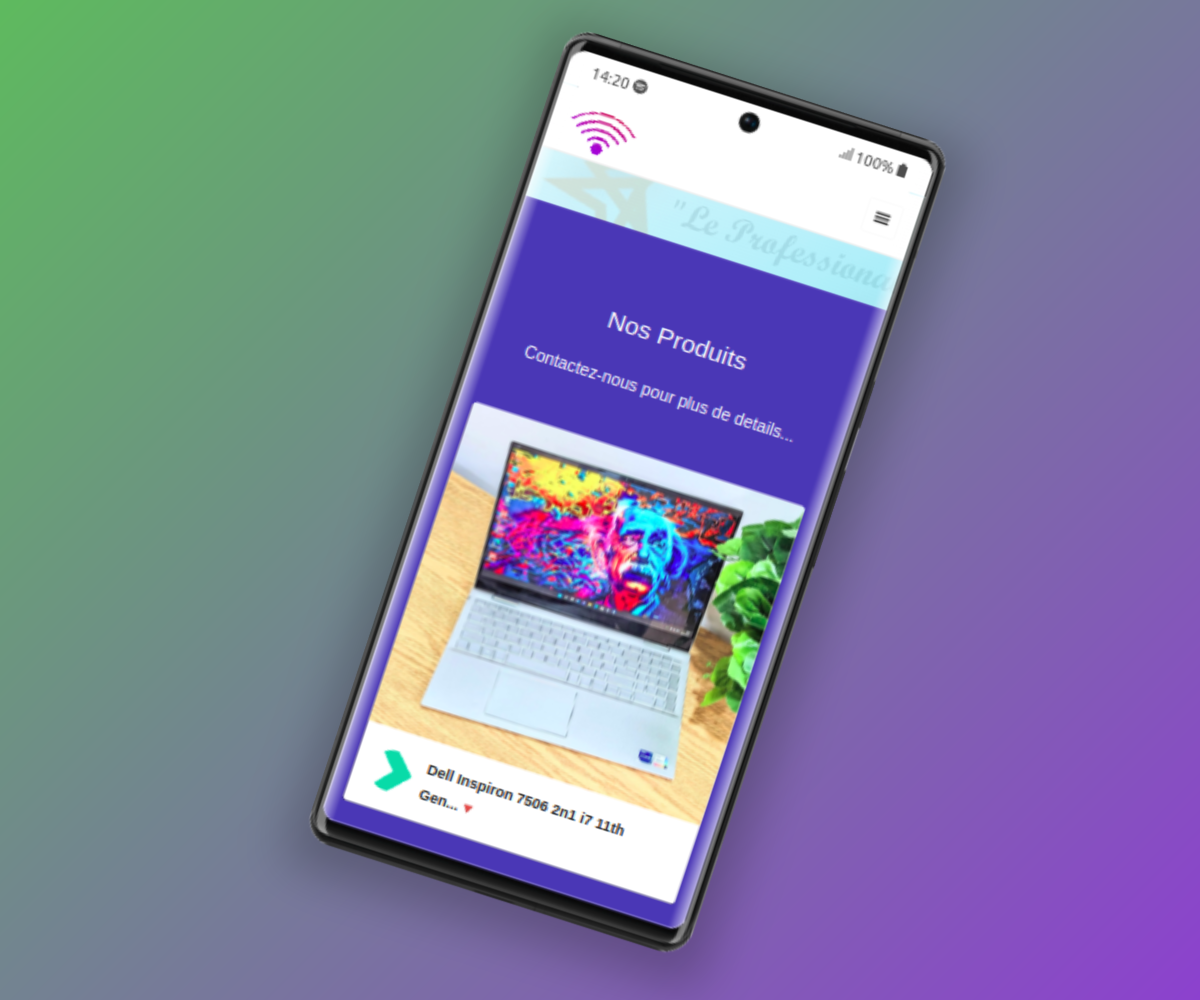 14:20
100%
"Le Professiona
Nos Produits
Contactez-nous pour plus de details...
Dell Inspiron 7506 2n1 i7 11th
Gen...